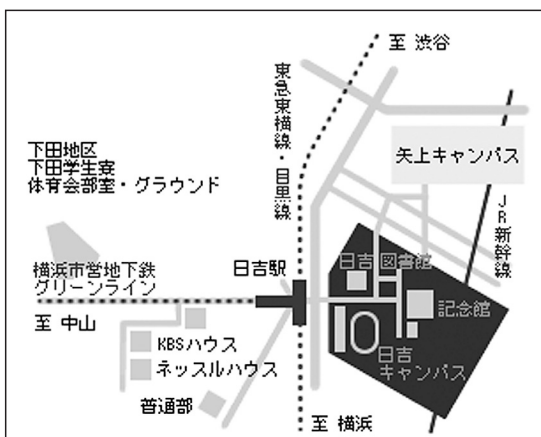 至 渋谷
東急東横線・目黒線
下田地区
下田学生寮
体育会部室・グラウンド
矢上キャンパス
JR新幹線
日吉図書館
日吉駅
横浜市営地下鉄
グリーンライン
記念館
至 中山
KBSハウス
ネッスルハウス
日吉
キャンパス
普通部
至 横浜